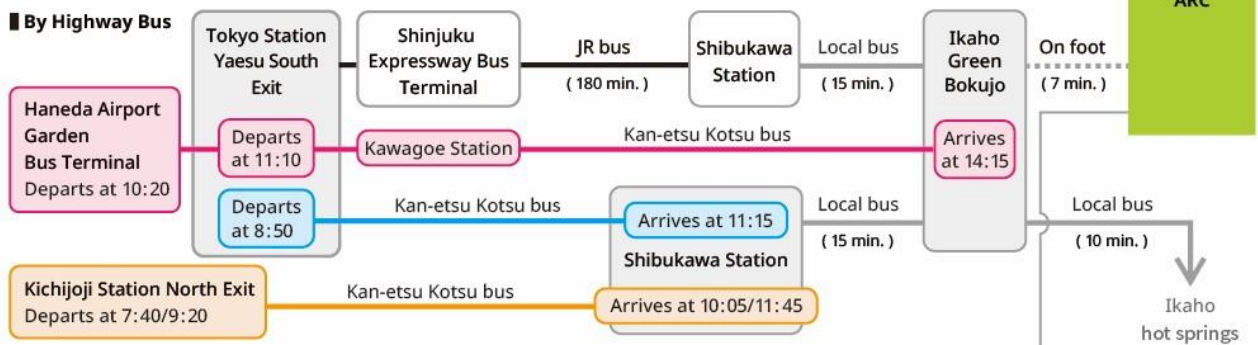 By Highway Bus
ARC
Tokyo Station
Yaesu South
Exit
Shinjuku
Expressway Bus
Terminal
JR bus
( 180 min. )
Shibukawa
Station
Local bus
( 15 min. )
Ikaho
Green
Bokujo
On foot
( 7 min. )
Haneda Airport
Garden
Bus Terminal
Departs at 10:20
Departs
at 11:10
Kawagoe Station
Kan-etsu Kotsu bus
Arrives
at 14:15
Departs
at 8:50
Kan-etsu Kotsu bus
Arrives at 11:15
Shibukawa Station
Local bus
( 15 min. )
Local bus
( 10 min. )
Kichijoji Station North Exit
Departs at 7:40/9:20
Kan-etsu Kotsu bus
Arrives at 10:05/11:45
Ikaho
hot springs